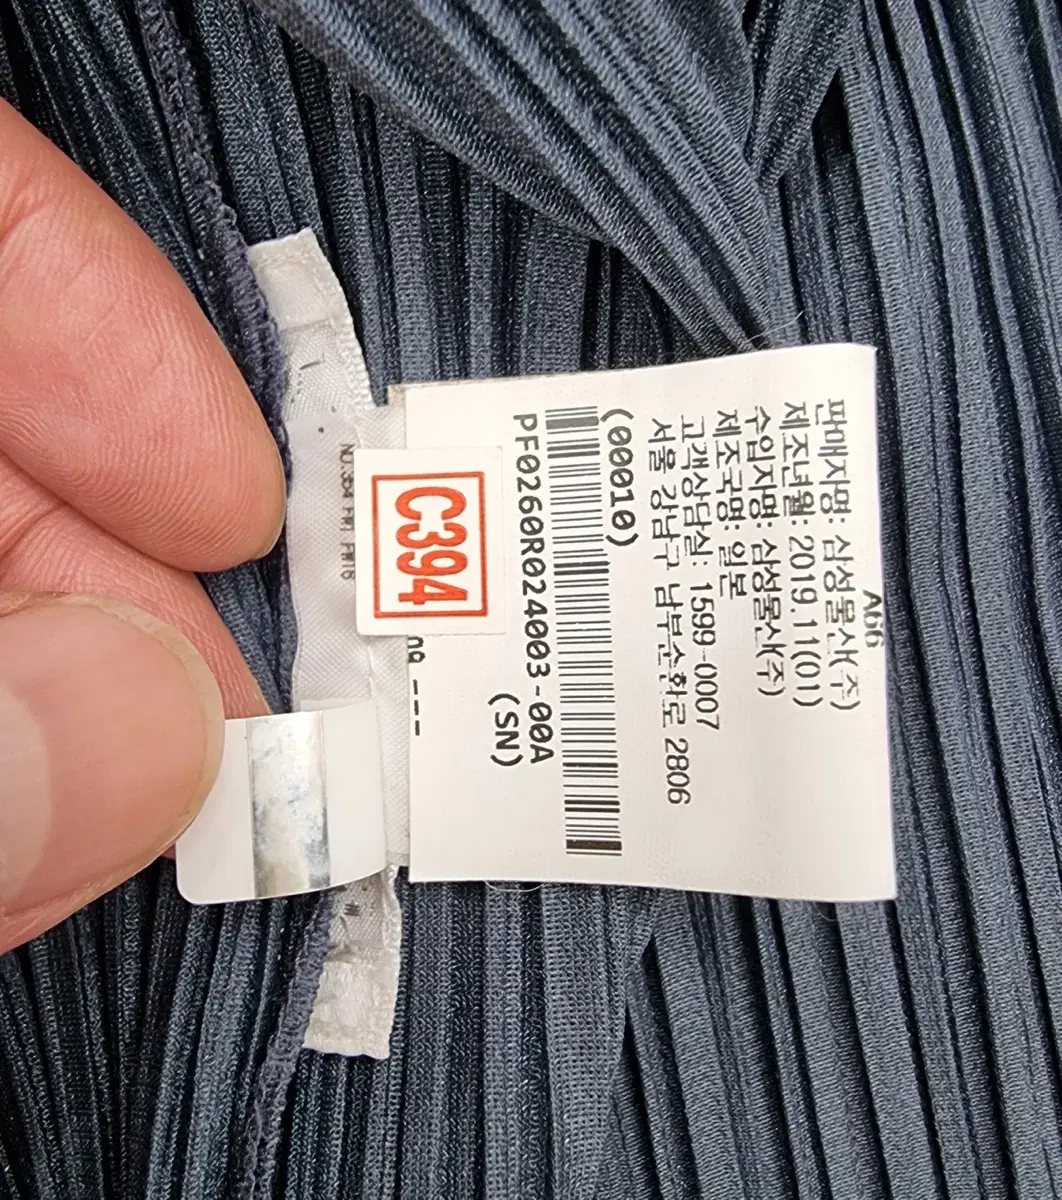 A66
판매자명: 삼성물산(주)
제조년월: 2019.11(01)
수입자명: 삼성물산(주)
제조국명: 일본
고객상담실: 1599-0007
서울 강남구 남부순환로 2806
(00010)
PF0260R024003-00A
(SN)
C394